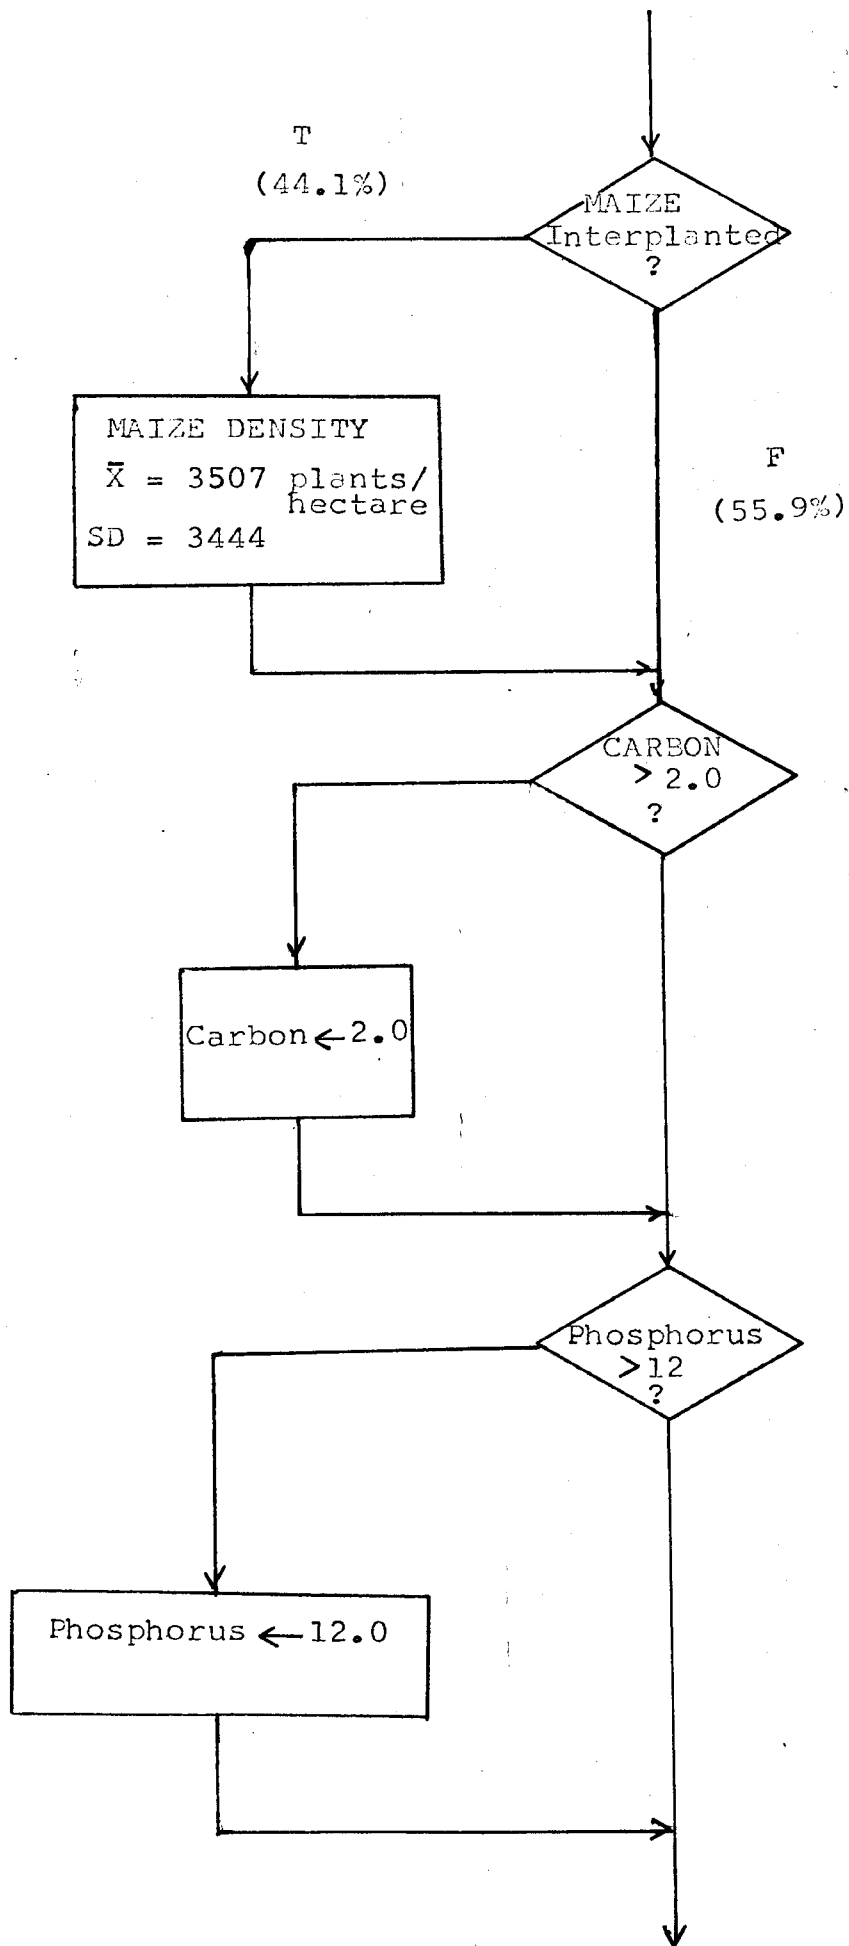 T
(44.1%)
MAIZE
Interplanted
?
MAIZE DENSITY
X̄ = 3507 plants/
hectare
SD = 3444
F
(55.9%)
CARBON
> 2.0
?
Carbon ← 2.0
Phosphorus
>12
?
Phosphorus ← 12.0